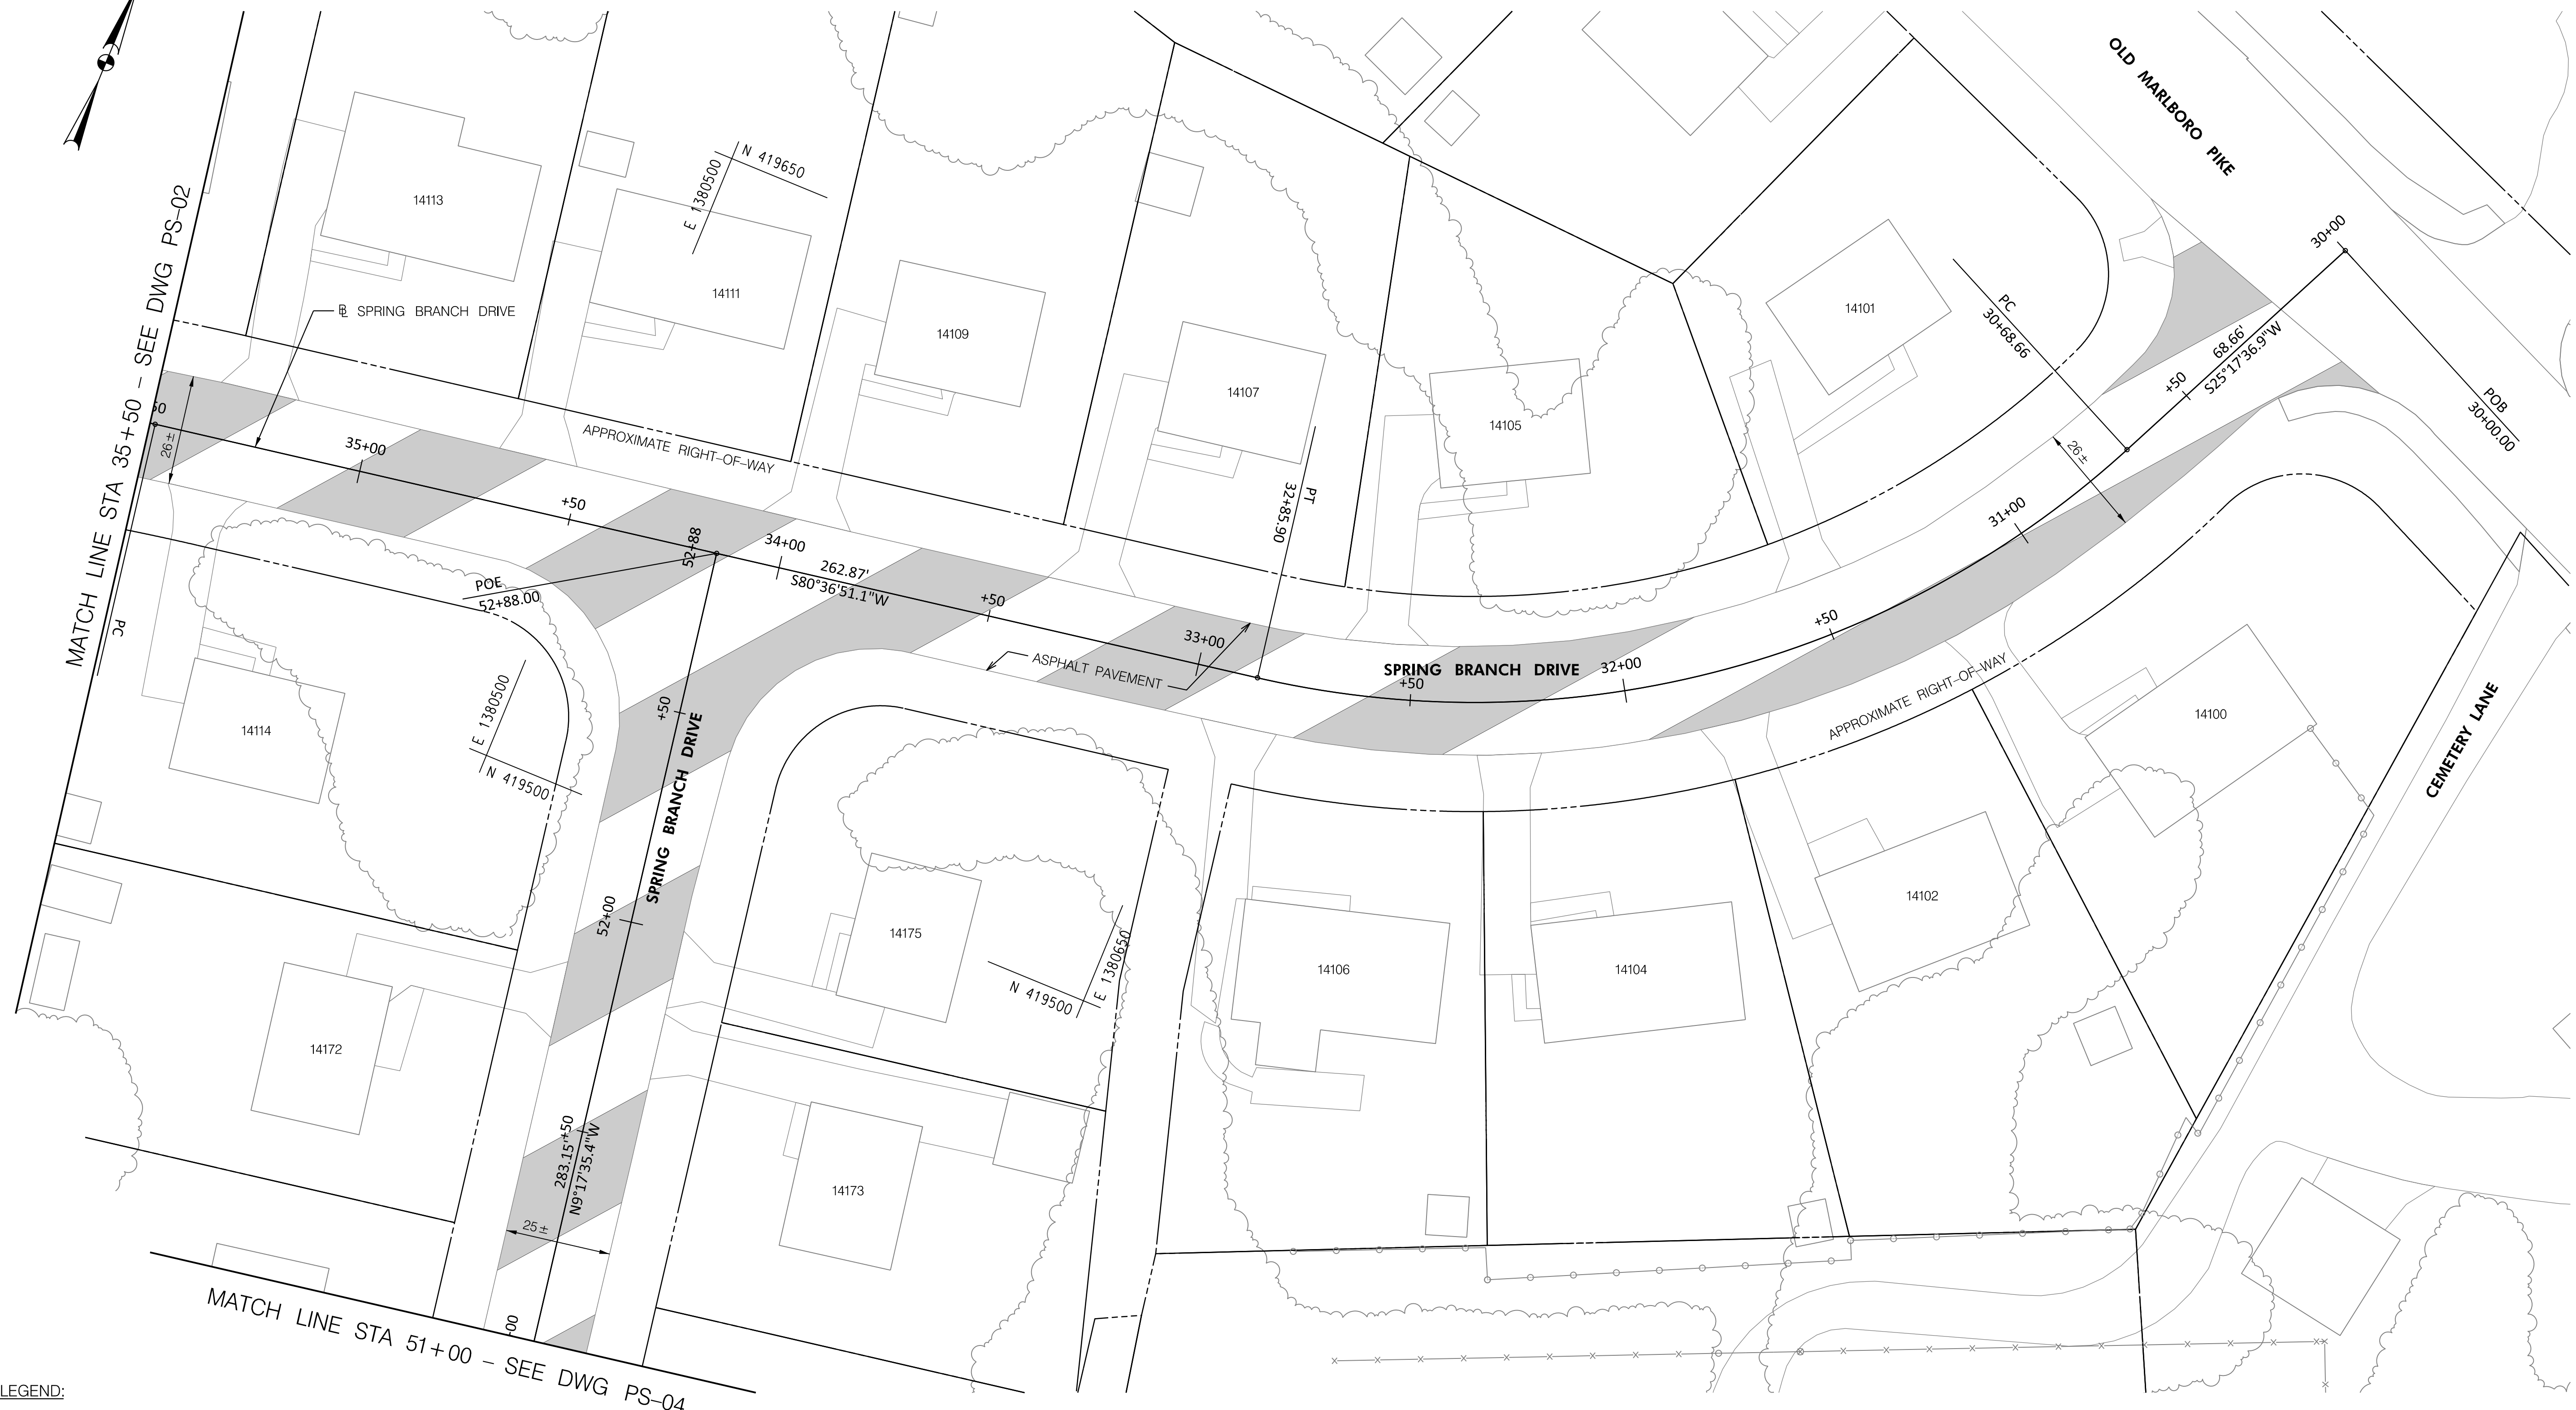 OLD MARLBORO PIKE
N 419650
E 1380500
14113
14111
14109
14107
14105
14101
30+00
PC
30+68.66
68.66'
S25°17'36.9"W
+50
POB
30+00.00
MATCH LINE STA 35+50 - SEE DWG PS-02
℄ SPRING BRANCH DRIVE
26±
35+00
APPROXIMATE RIGHT-OF-WAY
+50
52+88
34+00
262.87'
S80°36'51.1"W
+50
33+00
PT
32+85.90
POE
52+88.00
PC
ASPHALT PAVEMENT
SPRING BRANCH DRIVE
+50
32+00
+50
31+00
26±
APPROXIMATE RIGHT-OF-WAY
14100
CEMETERY LANE
14114
E 1380500
N 419500
+50
SPRING BRANCH DRIVE
52+00
14175
N 419500
E 1380650
14106
14104
14102
14172
14173
+50
283.15'
N9°17'35.4"W
25±
MATCH LINE STA 51+00 - SEE DWG PS-04
LEGEND: